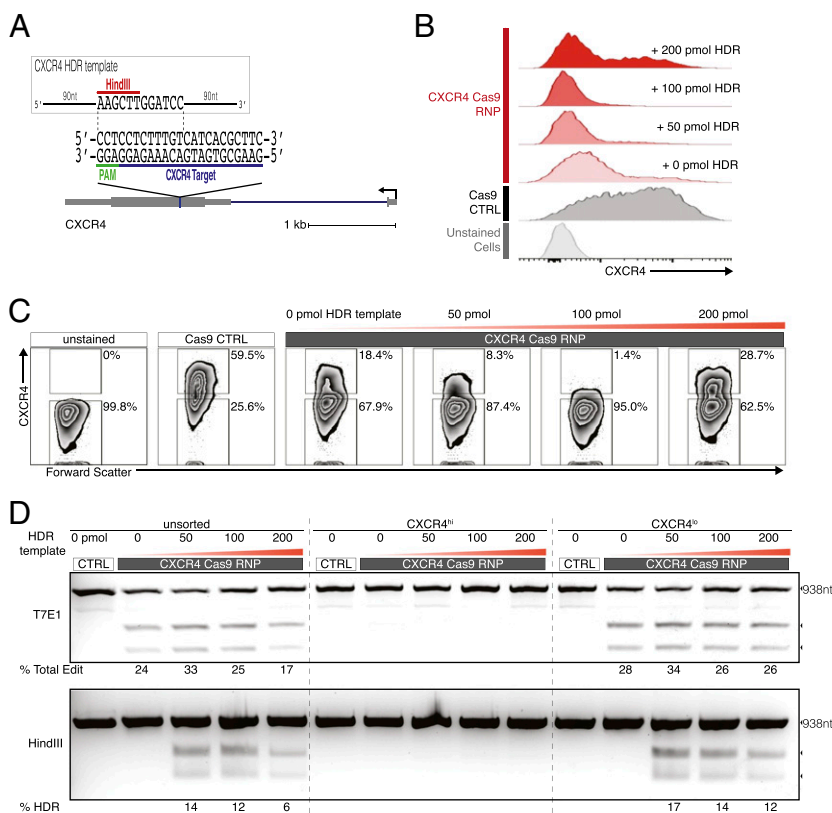 A
CXCR4 HDR template
HindIII
90nt 90nt
5' AAGCTTGGATCC 3'
5'-CCTCCTCTTTGTCATCACGCTTC-3'
3'-GGAGGAGAAACAGTAGTGCGAAG-5'
PAM CXCR4 Target
CXCR4 1 kb
B
CXCR4 Cas9
RNP
+ 200 pmol HDR
+ 100 pmol HDR
+ 50 pmol HDR
+ 0 pmol HDR
Cas9
CTRL
Unstained
Cells
CXCR4
C
0 pmol HDR template 50 pmol 100 pmol 200 pmol
unstained Cas9 CTRL CXCR4 Cas9 RNP
CXCR4
0% 59.5% 18.4% 8.3% 1.4% 28.7%
99.8% 25.6% 67.9% 87.4% 95.0% 62.5%
Forward Scatter
D
unsorted CXCR4hi CXCR4lo
HDR template
0 pmol 0 50 100 200 0 0 50 100 200 0 0 50 100 200
CTRL CXCR4 Cas9 RNP CTRL CXCR4 Cas9 RNP CTRL CXCR4 Cas9 RNP
T7E1
938nt
% Total Edit 24 33 25 17 28 34 26 26
HindIII
938nt
% HDR 14 12 6 17 14 12